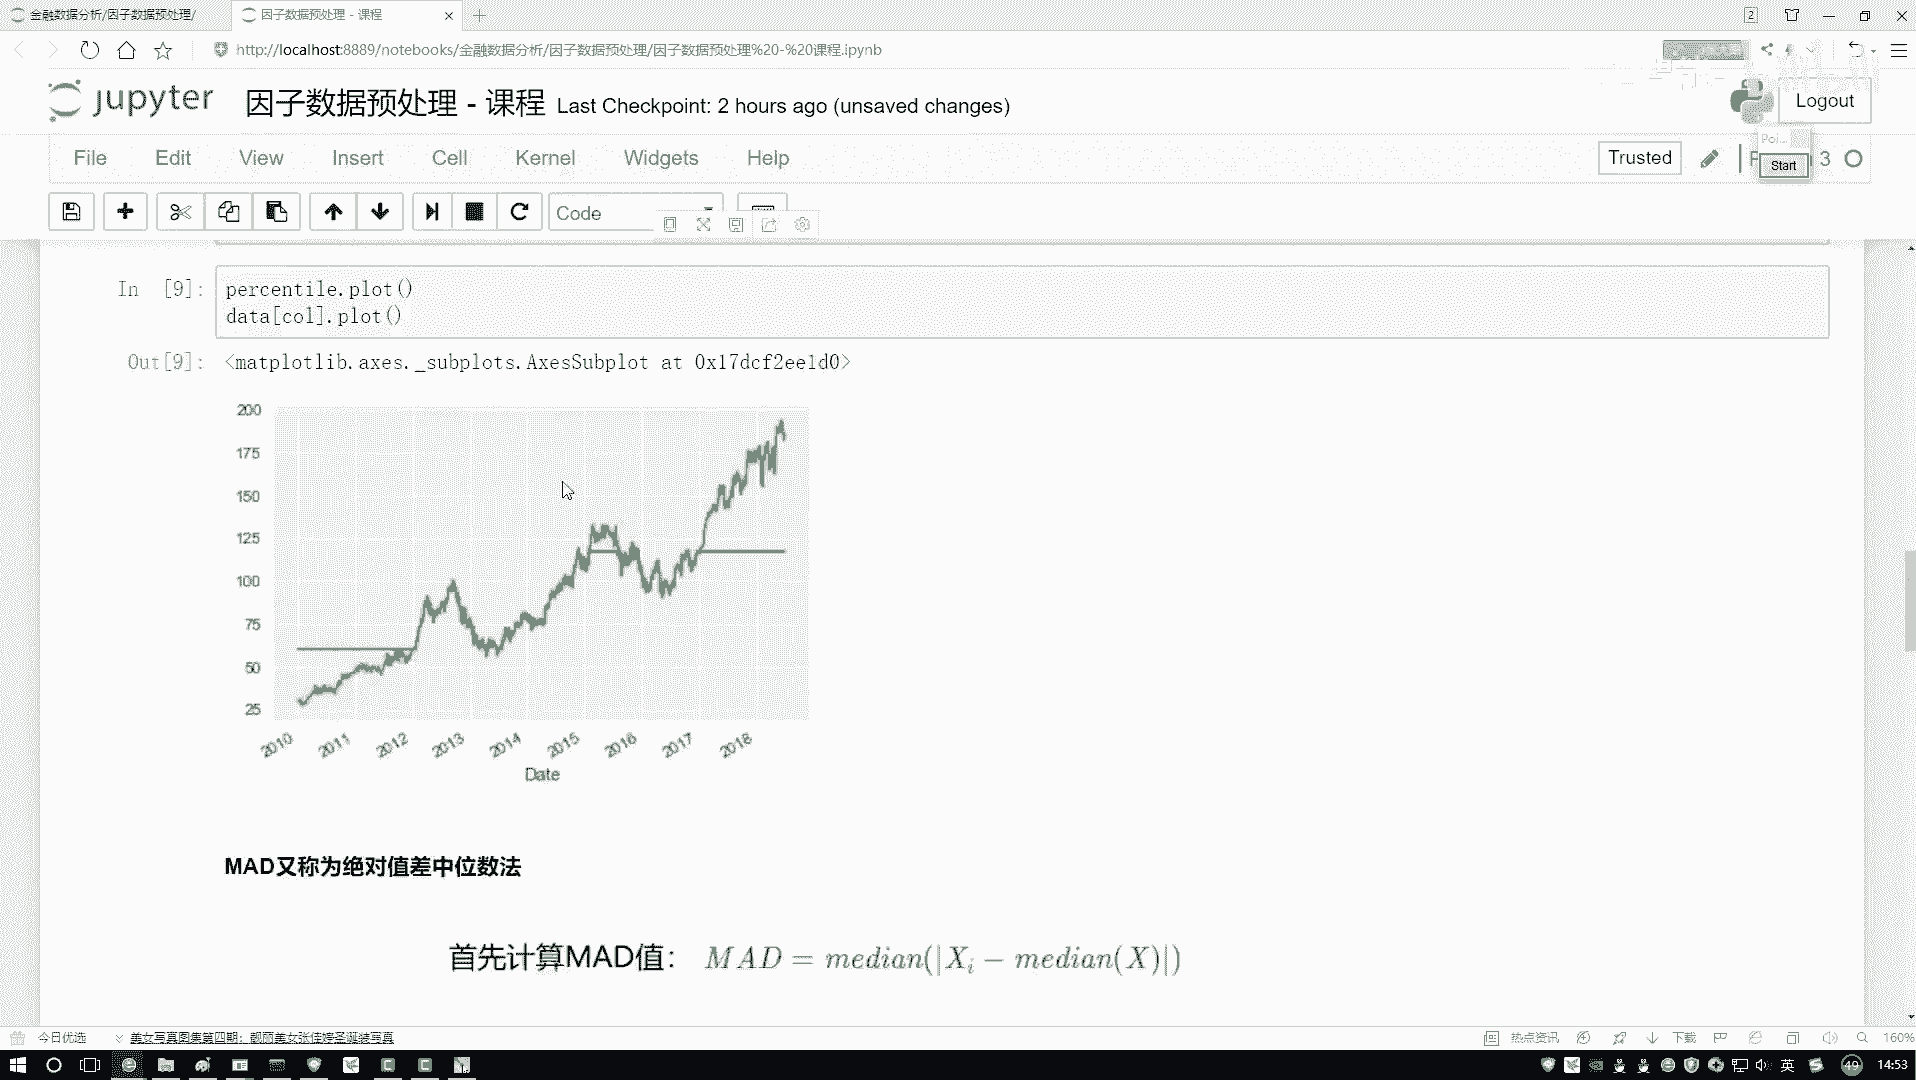 金融数据分析/因子数据预处理/
因子数据预处理 - 课程
2
http://localhost:8889/notebooks/金融数据分析/因子数据预处理/因子数据预处理%20-%20课程.ipynb
jupyter
因子数据预处理 - 课程 Last Checkpoint: 2 hours ago (unsaved changes)
Logout
File Edit View Insert Cell Kernel Widgets Help
Trusted
3
Poi...
Start
Code
In [9]: percentile.plot()
data[col].plot()
Out[9]: <matplotlib.axes._subplots.AxesSubplot at 0x17dcf2ee1d0>
200
175
150
125
100
75
50
25
2010 2011 2012 2013 2014 2015 2016 2017 2018
Date
MAD又称为绝对值差中位数法
首先计算MAD值： MAD = median(|X_i − median(X)|)
今日优选
美女写真图集第四期：靓丽美女张佳婷圣诞装写真
热点资讯
下载
160%
英
49
14:53